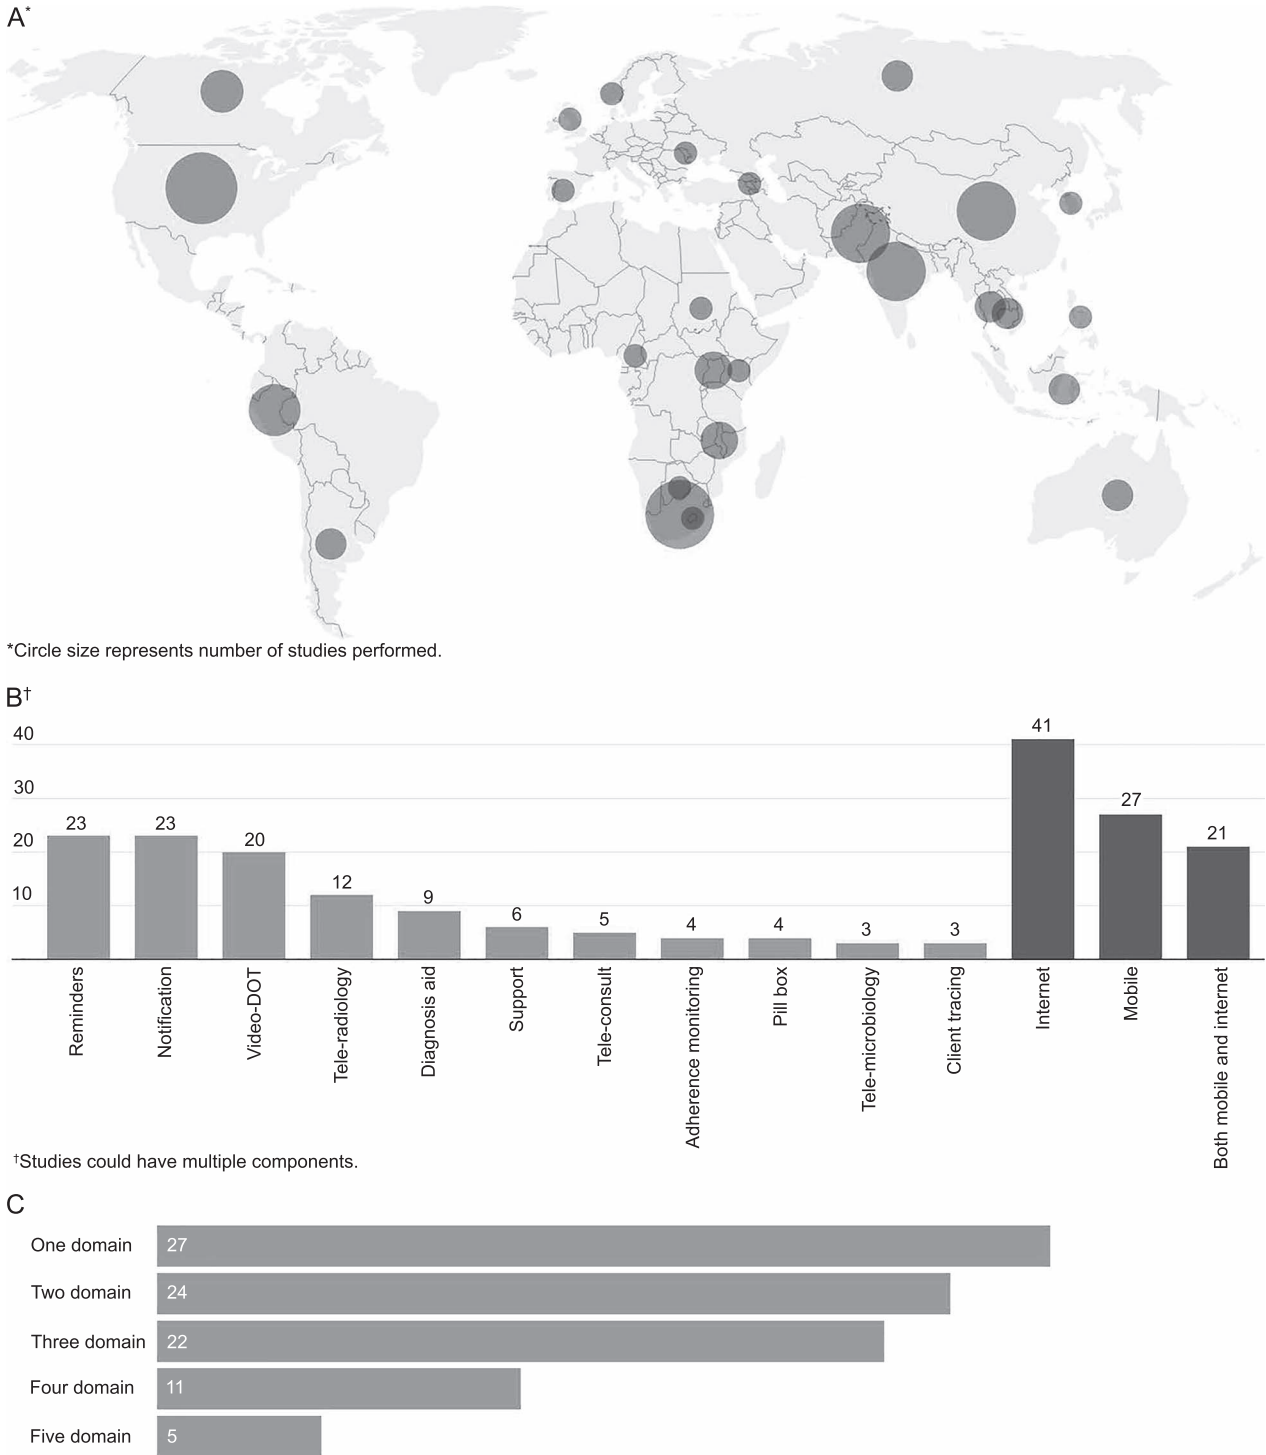 A*
*Circle size represents number of studies performed.
B†
40
30
20
10
23
23
20
12
9
6
5
4
4
3
3
41
27
21
Reminders
Notification
Video-DOT
Tele-radiology
Diagnosis aid
Support
Tele-consult
Adherence monitoring
Pill box
Tele-microbiology
Client tracing
Internet
Mobile
Both mobile and internet
†Studies could have multiple components.
C
One domain 27
Two domain 24
Three domain 22
Four domain 11
Five domain 5